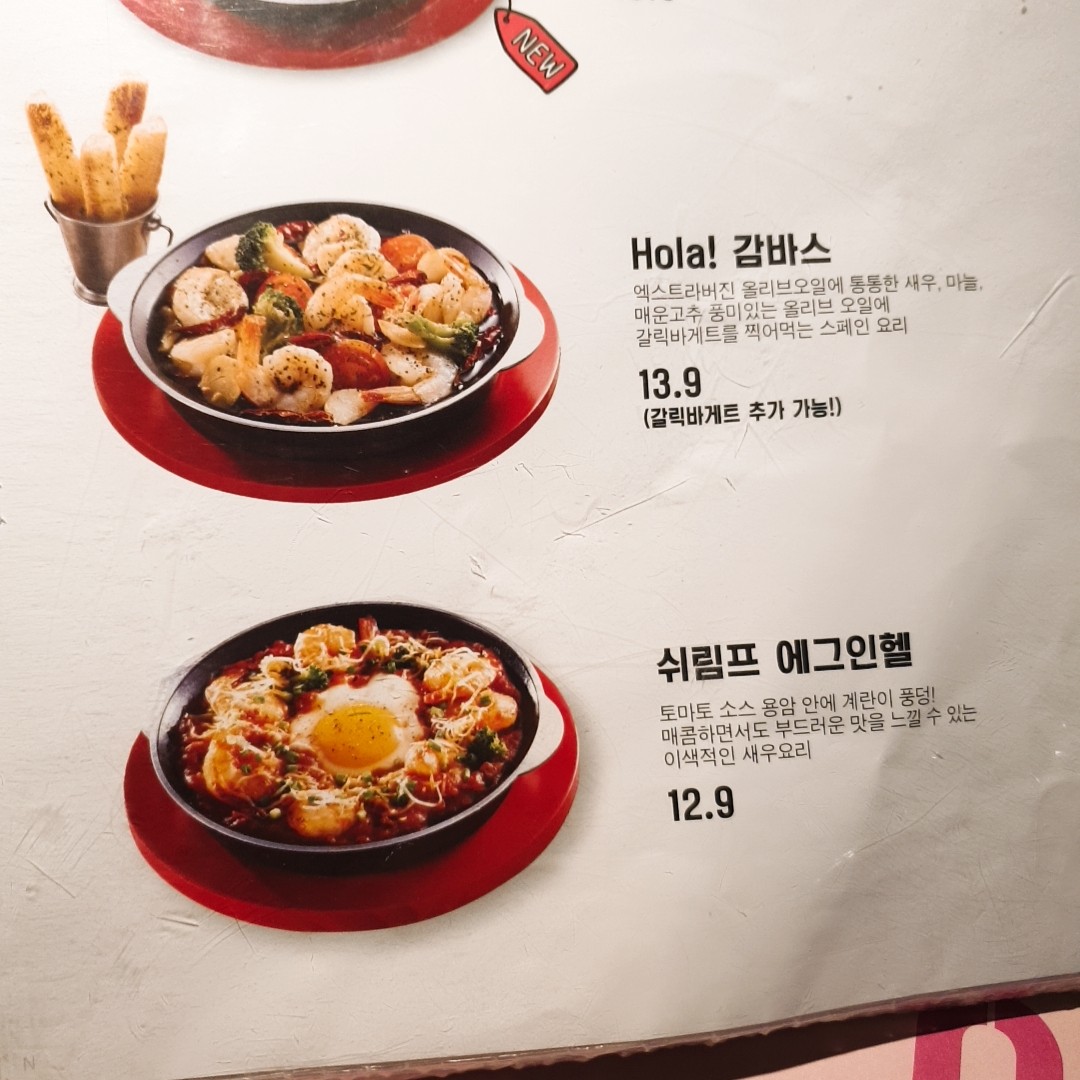 NEW
Hola! 감바스
엑스트라버진 올리브오일에 통통한 새우, 마늘,
매운고추 풍미있는 올리브 오일에
갈릭바게트를 찍어먹는 스페인 요리
13.9
(갈릭바게트 추가 가능!)
쉬림프 에그인헬
토마토 소스 용암 안에 계란이 풍덩!
매콤하면서도 부드러운 맛을 느낄 수 있는
이색적인 새우요리
12.9
N